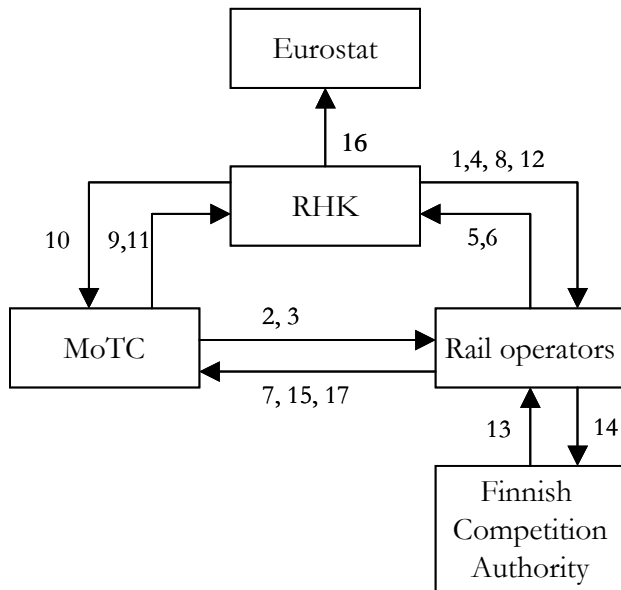 Eurostat
16
1,4, 8, 12
RHK
10
9,11
5,6
MoTC
2, 3
Rail operators
7, 15, 17
13
14
Finnish
Competition
Authority